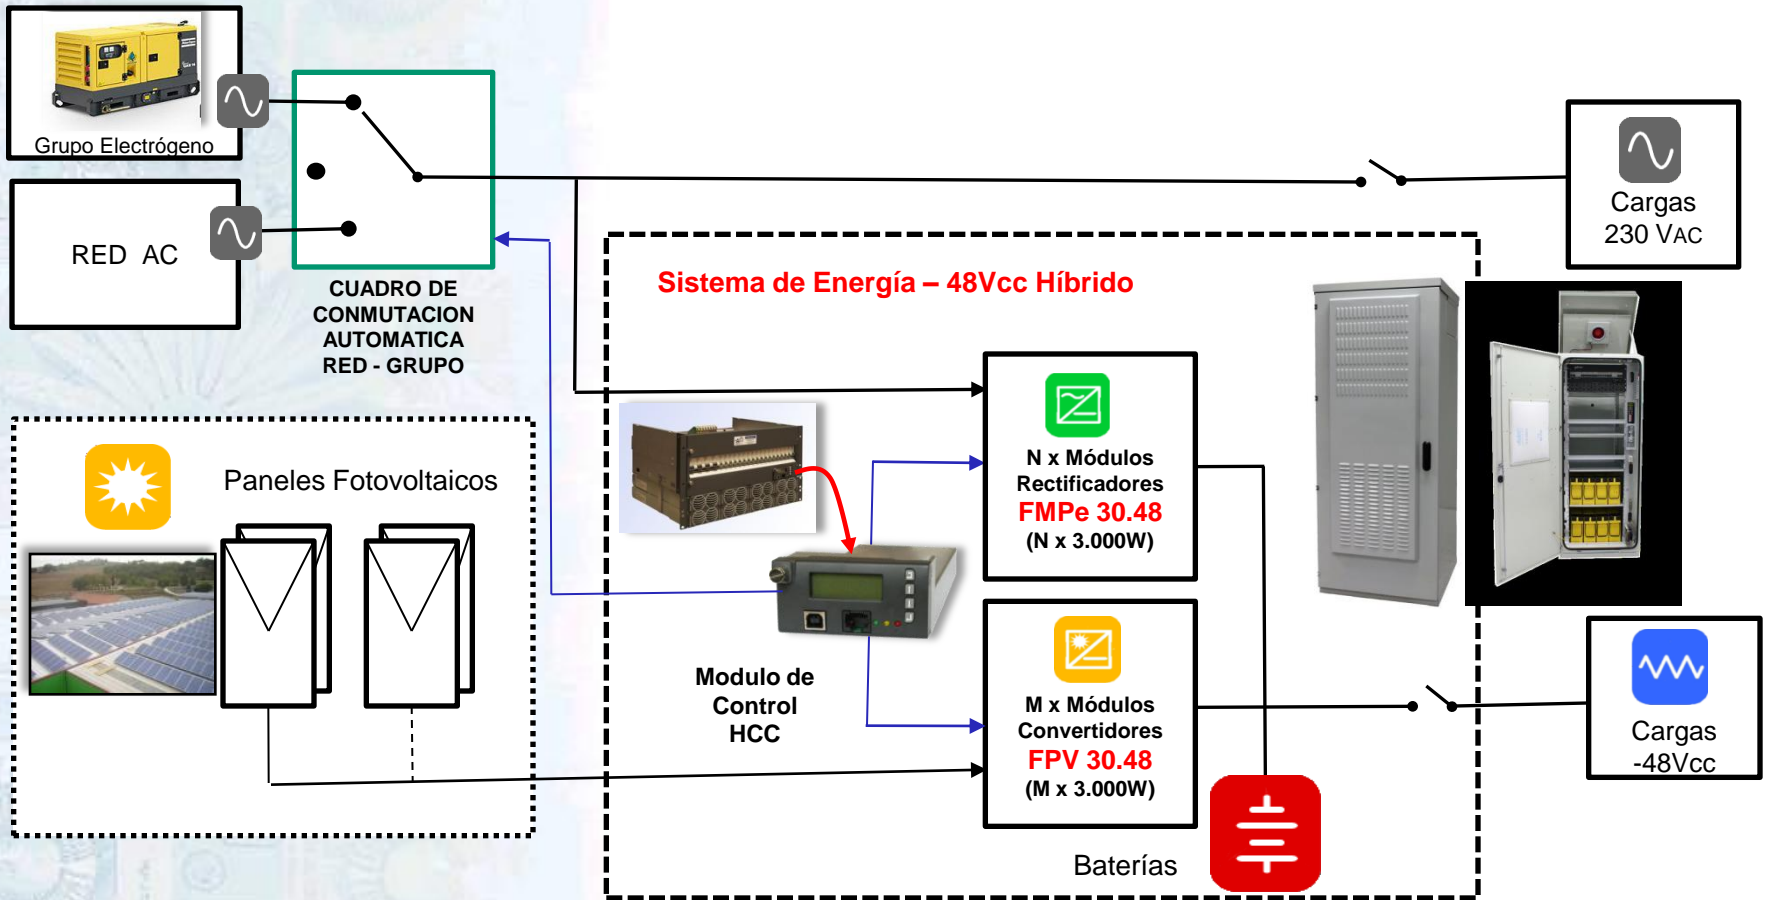 Grupo Electrógeno
RED AC
CUADRO DE
CONMUTACION
AUTOMATICA
RED - GRUPO
Cargas
230 VAC
Sistema de Energía – 48Vcc Híbrido
Paneles Fotovoltaicos
N x Módulos
Rectificadores
FMPe 30.48
(N x 3.000W)
Modulo de
Control
HCC
M x Módulos
Convertidores
FPV 30.48
(M x 3.000W)
Cargas
-48Vcc
Baterías